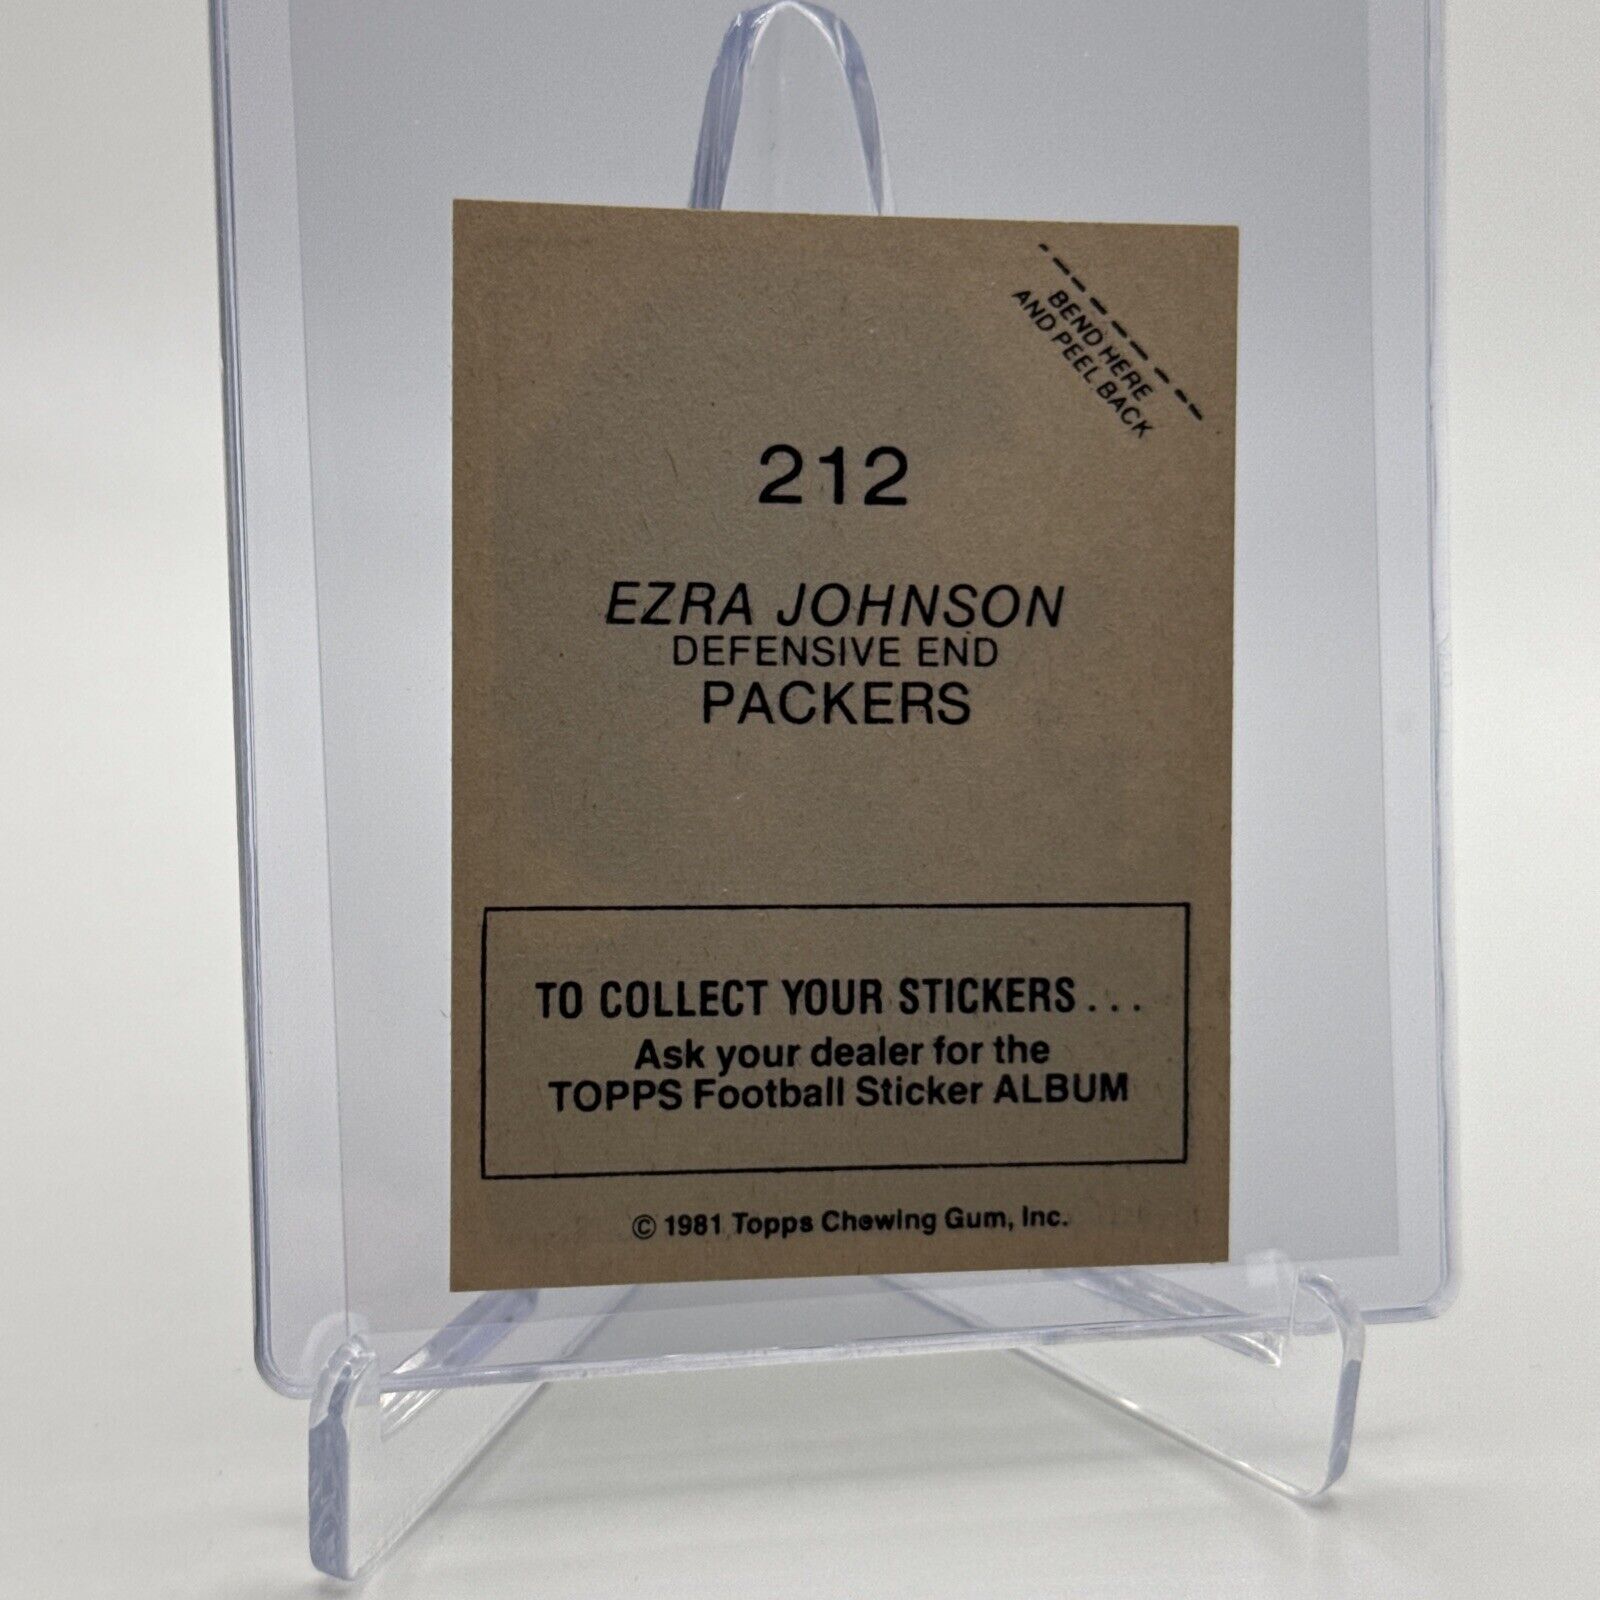 BEND HERE
AND PEEL BACK
212
EZRA JOHNSON
DEFENSIVE END
PACKERS
TO COLLECT YOUR STICKERS . . .
Ask your dealer for the
TOPPS Football Sticker ALBUM
© 1981 Topps Chewing Gum, Inc.